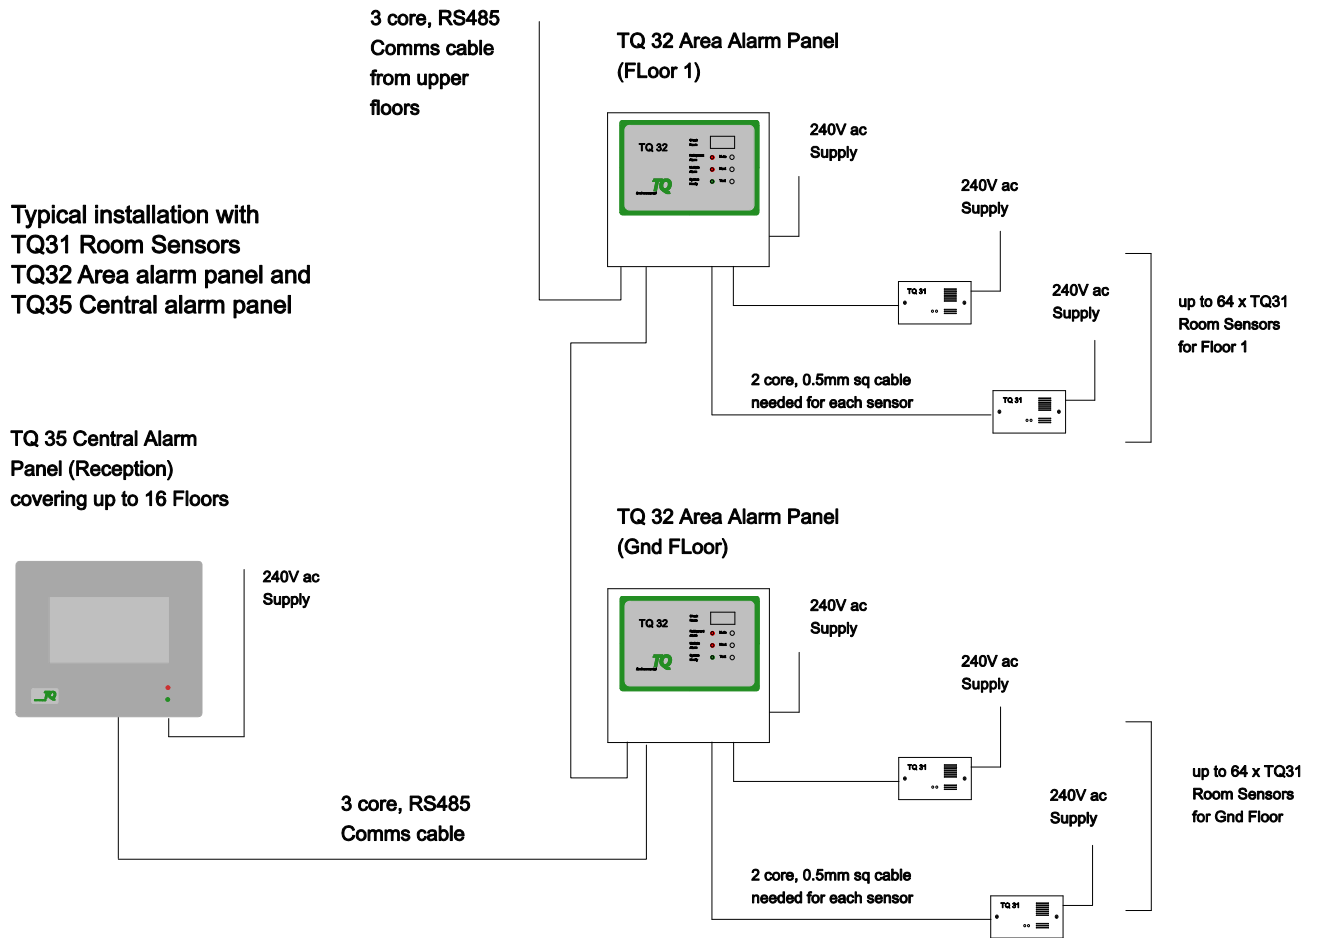 3 core, RS485
Comms cable
from upper
floors
TQ 32 Area Alarm Panel
(FLoor 1)
240V ac
Supply
TQ 32
TQ
240V ac
Supply
Typical installation with
TQ31 Room Sensors
TQ32 Area alarm panel and
TQ35 Central alarm panel
TQ 31
240V ac
Supply
up to 64 x TQ31
Room Sensors
for Floor 1
2 core, 0.5mm sq cable
needed for each sensor
TQ 31
TQ 35 Central Alarm
Panel (Reception)
covering up to 16 Floors
240V ac
Supply
TQ
TQ 32 Area Alarm Panel
(Gnd FLoor)
240V ac
Supply
TQ 32
TQ
240V ac
Supply
TQ 31
240V ac
Supply
up to 64 x TQ31
Room Sensors
for Gnd Floor
3 core, RS485
Comms cable
2 core, 0.5mm sq cable
needed for each sensor
TQ 31